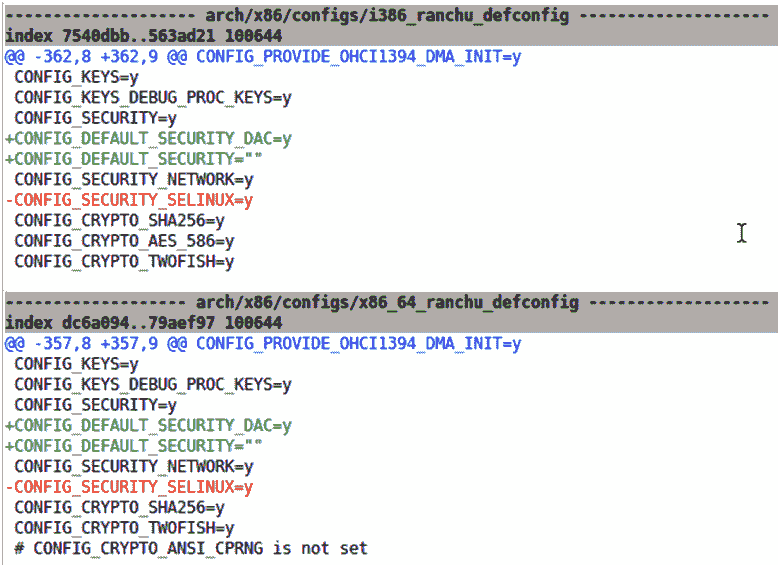 -------------------- arch/x86/configs/i386_ranchu_defconfig --------------------
index 7540dbb..563ad21 100644
@@ -362,8 +362,9 @@ CONFIG_PROVIDE_OHCI1394_DMA_INIT=y
 CONFIG_KEYS=y
 CONFIG_KEYS_DEBUG_PROC_KEYS=y
 CONFIG_SECURITY=y
+CONFIG_DEFAULT_SECURITY_DAC=y
+CONFIG_DEFAULT_SECURITY=""
 CONFIG_SECURITY_NETWORK=y
-CONFIG_SECURITY_SELINUX=y
 CONFIG_CRYPTO_SHA256=y
 CONFIG_CRYPTO_AES_586=y
 CONFIG_CRYPTO_TWOFISH=y
------------------- arch/x86/configs/x86_64_ranchu_defconfig -------------------
index dc6a094..79aef97 100644
@@ -357,8 +357,9 @@ CONFIG_PROVIDE_OHCI1394_DMA_INIT=y
 CONFIG_KEYS=y
 CONFIG_KEYS_DEBUG_PROC_KEYS=y
 CONFIG_SECURITY=y
+CONFIG_DEFAULT_SECURITY_DAC=y
+CONFIG_DEFAULT_SECURITY=""
 CONFIG_SECURITY_NETWORK=y
-CONFIG_SECURITY_SELINUX=y
 CONFIG_CRYPTO_SHA256=y
 CONFIG_CRYPTO_TWOFISH=y
 # CONFIG_CRYPTO_ANSI_CPRNG is not set